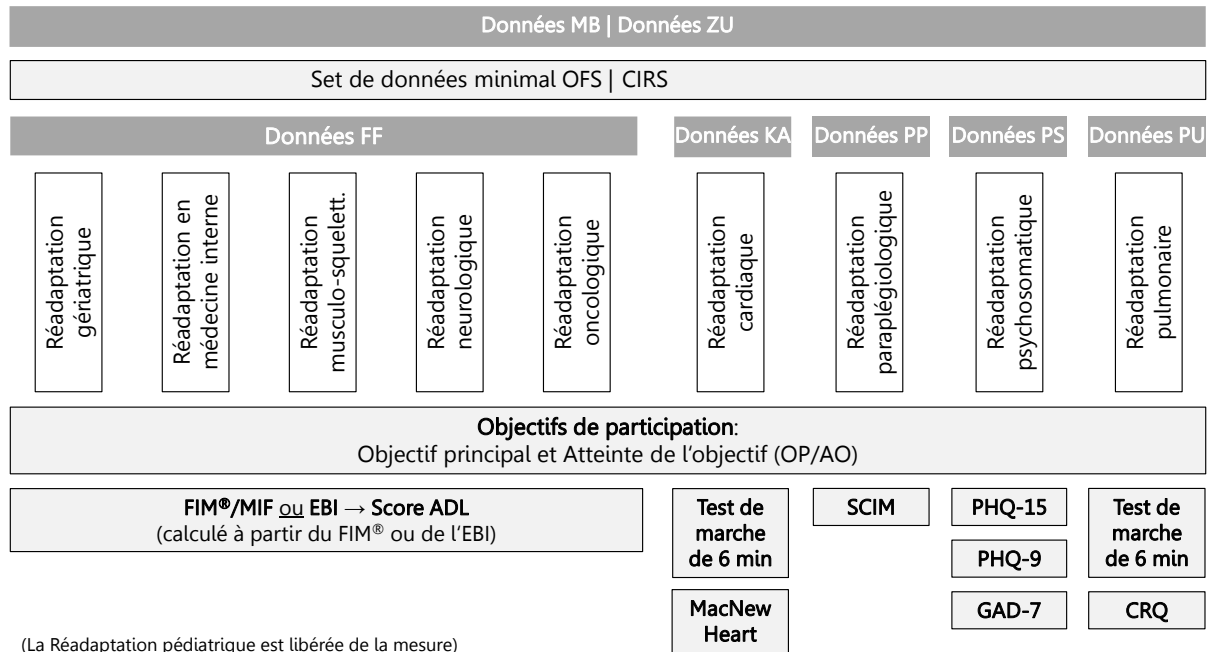 Données MB | Données ZU
Set de données minimal OFS | CIRS
Données FF
Données KA
Données PP
Données PS
Données PU
Réadaptation
gériatrique
Réadaptation en
médecine interne
Réadaptation
musculo-squelett.
Réadaptation
neurologique
Réadaptation
oncologique
Réadaptation
cardiaque
Réadaptation
paraplégiologique
Réadaptation
psychosomatique
Réadaptation
pulmonaire
Objectifs de participation:
Objectif principal et Atteinte de l'objectif (OP/AO)
FIM®/MIF ou EBI → Score ADL
(calculé à partir du FIM® ou de l'EBI)
Test de
marche
de 6 min
MacNew
Heart
SCIM
PHQ-15
PHQ-9
GAD-7
Test de
marche
de 6 min
CRQ
(La Réadaptation pédiatrique est libérée de la mesure)